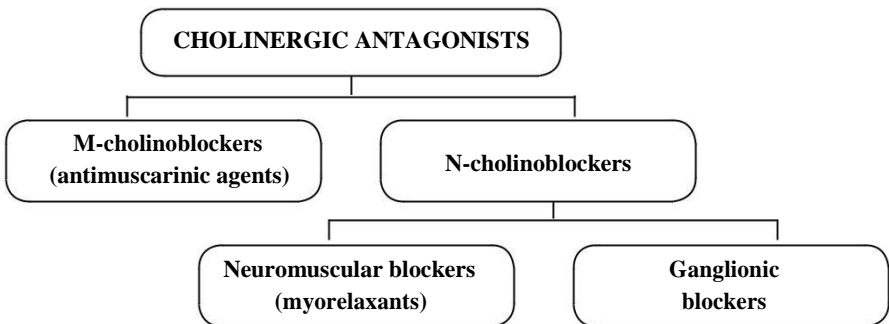 CHOLINERGIC ANTAGONISTS
M-cholinoblockers
(antimuscarinic agents)
N-cholinoblockers
Neuromuscular blockers
(myorelaxants)
Ganglionic
blockers